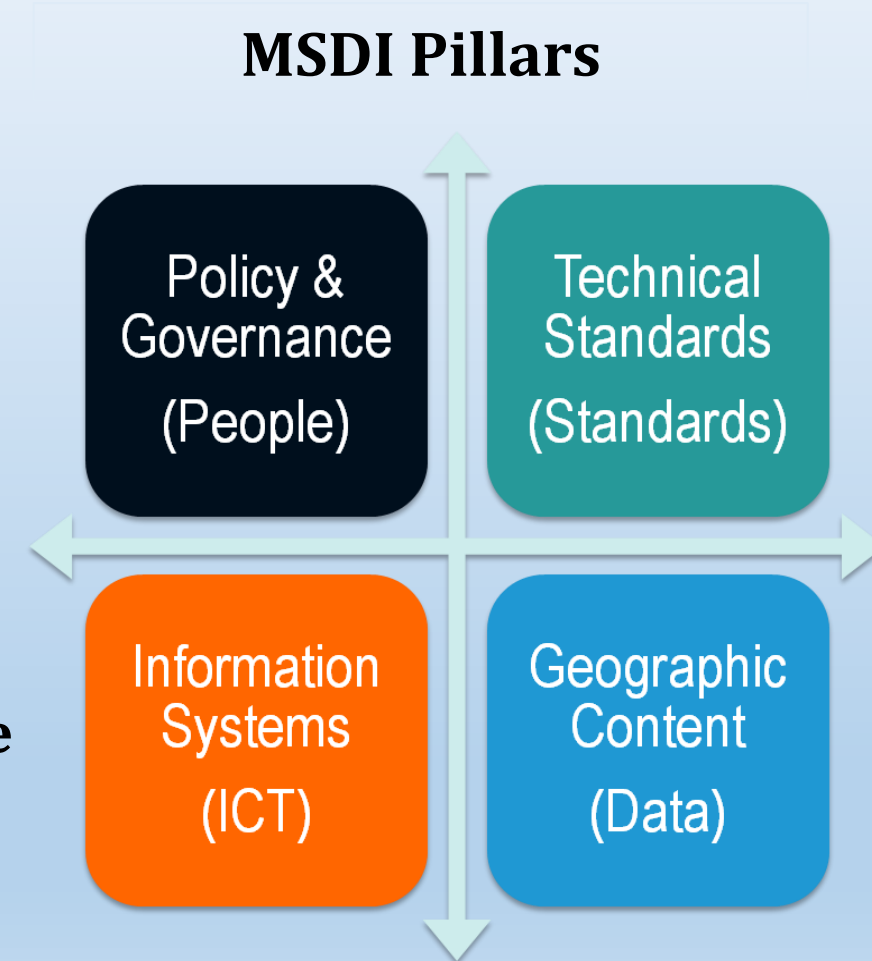 MSDI Pillars
Policy &
Governance
(People)
Technical
Standards
(Standards)
Information
Systems
(ICT)
Geographic
Content
(Data)
e